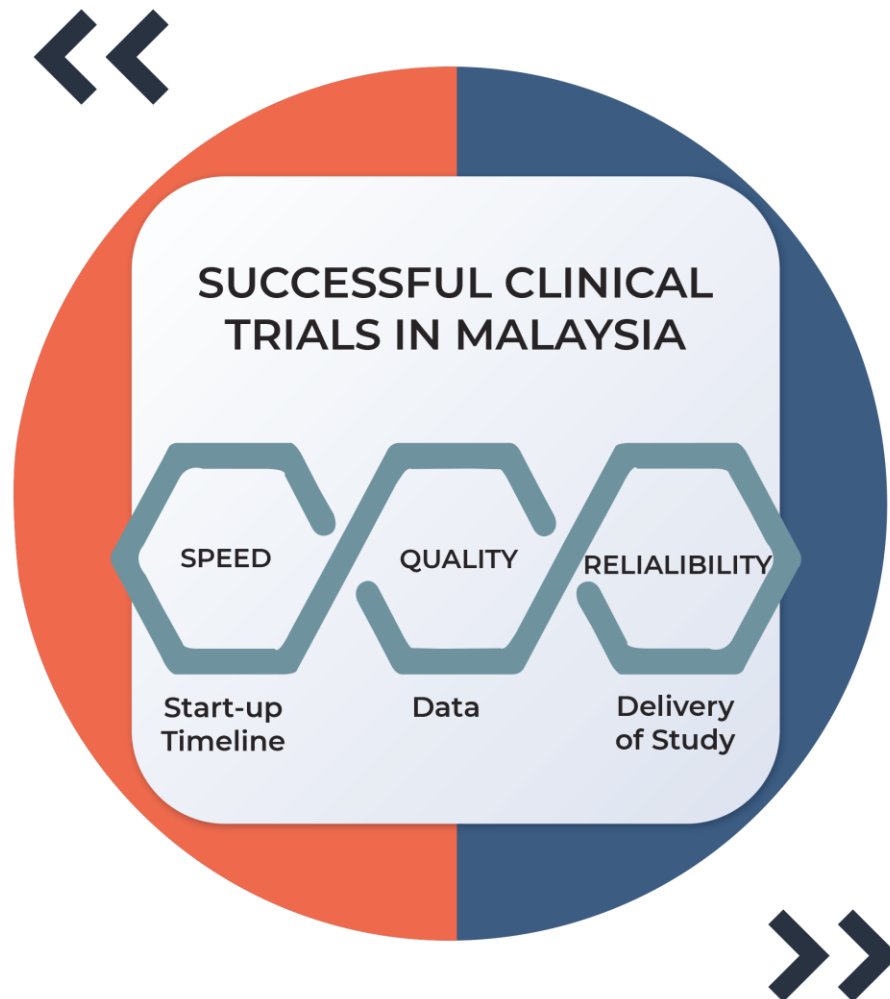 SUCCESSFUL CLINICAL
TRIALS IN MALAYSIA
SPEED
QUALITY
RELIALIBILITY
Start-up
Timeline
Data
Delivery
of Study